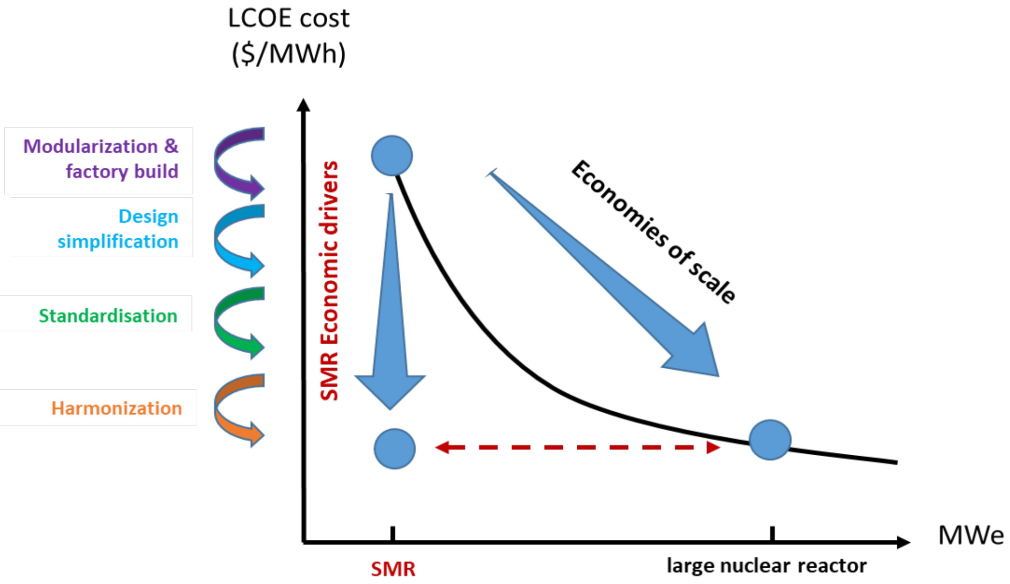 LCOE cost
($/MWh)
Modularization &
factory build
Design
simplification
Standardisation
Harmonization
SMR Economic drivers
Economies of scale
MWe
SMR
large nuclear reactor